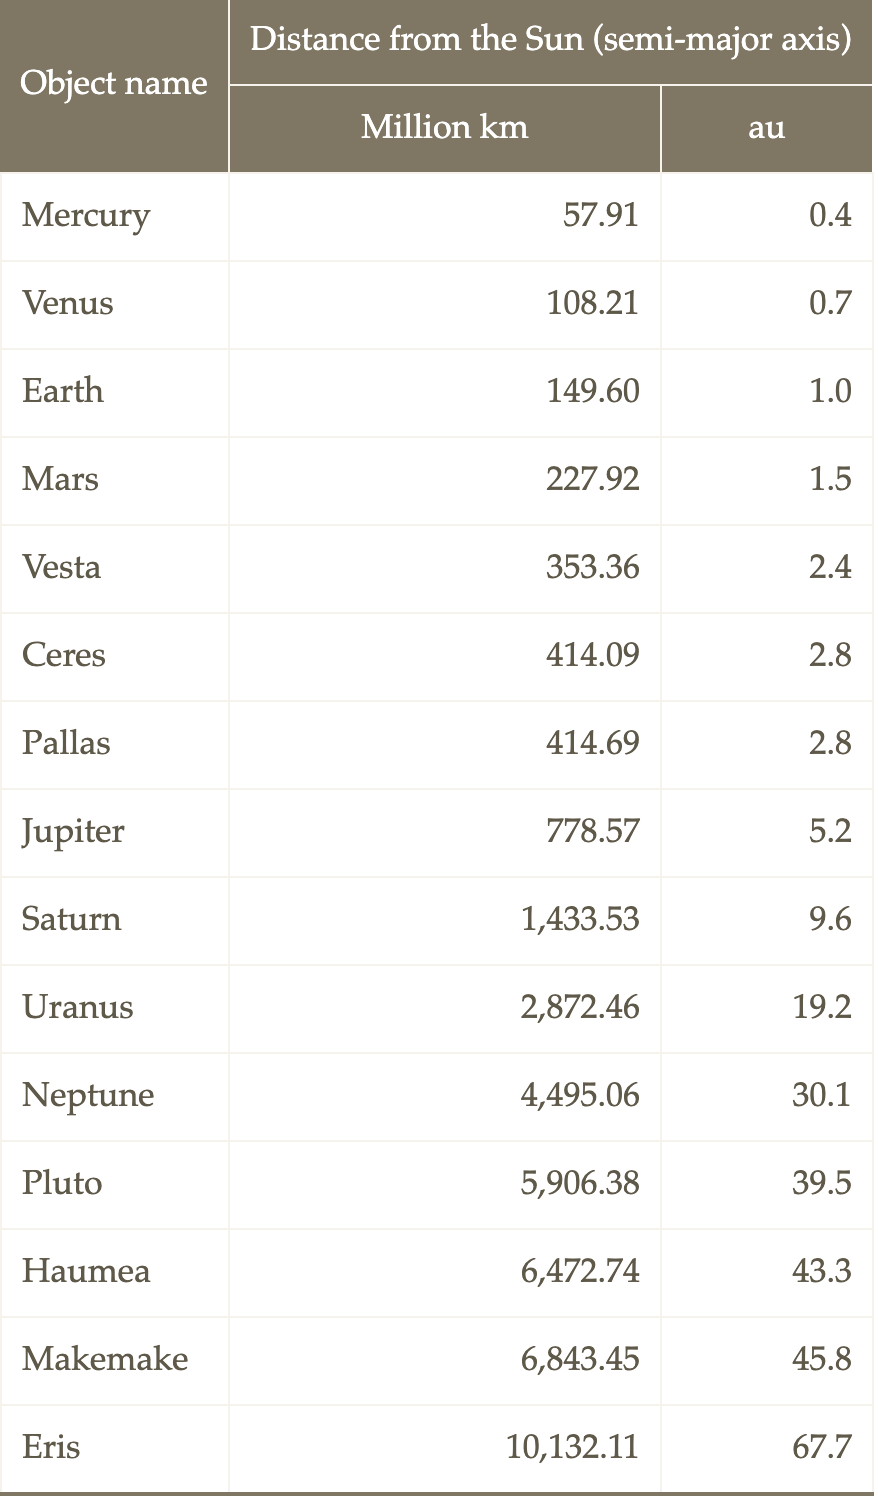 Object name
Distance from the Sun (semi-major axis)
Million km au
Mercury 57.91 0.4
Venus 108.21 0.7
Earth 149.60 1.0
Mars 227.92 1.5
Vesta 353.36 2.4
Ceres 414.09 2.8
Pallas 414.69 2.8
Jupiter 778.57 5.2
Saturn 1,433.53 9.6
Uranus 2,872.46 19.2
Neptune 4,495.06 30.1
Pluto 5,906.38 39.5
Haumea 6,472.74 43.3
Makemake 6,843.45 45.8
Eris 10,132.11 67.7